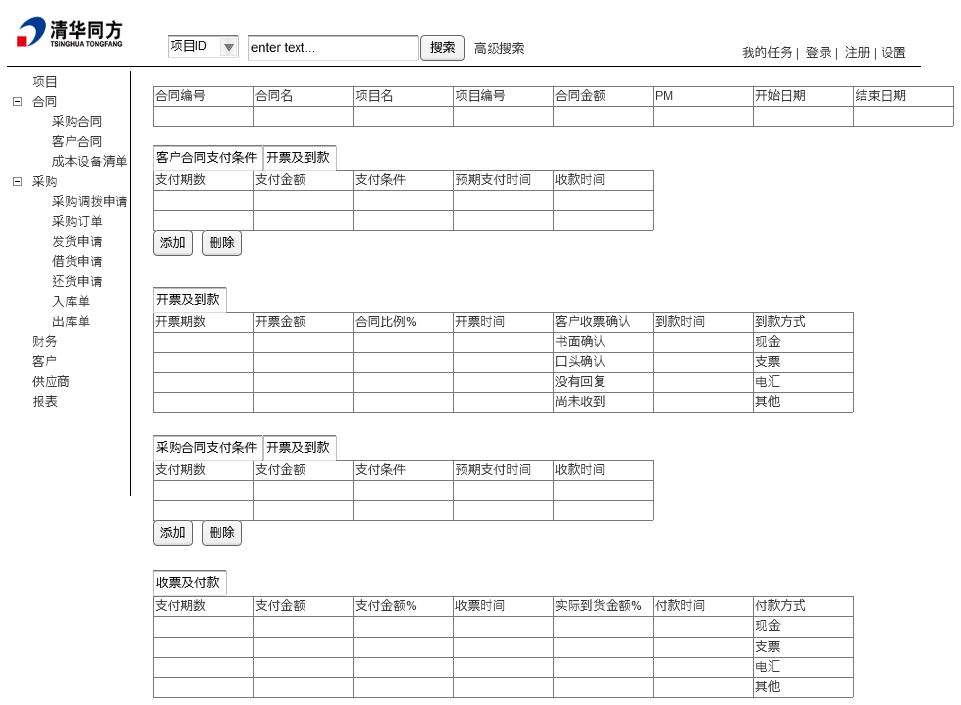 清华同方
TSINGHUA TONGFANG
项目ID enter text... 搜索 高级搜索
我的任务| 登录| 注册 | 设置
项目
合同
采购合同
客户合同
成本设备清单
采购
采购调拨申请
采购订单
发货申请
借货申请
还货申请
入库单
出库单
财务
客户
供应商
报表
合同编号 合同名 项目名 项目编号 合同金额 PM 开始日期 结束日期
客户合同支付条件 开票及到款
支付期数 支付金额 支付条件 预期支付时间 收款时间
添加 删除
开票及到款
开票期数 开票金额 合同比例% 开票时间 客户收票确认 到款时间 到款方式
书面确认 现金
口头确认 支票
没有回复 电汇
尚未收到 其他
采购合同支付条件 开票及到款
支付期数 支付金额 支付条件 预期支付时间 收款时间
添加 删除
收票及付款
支付期数 支付金额 支付金额% 收票时间 实际到货金额% 付款时间 付款方式
现金
支票
电汇
其他